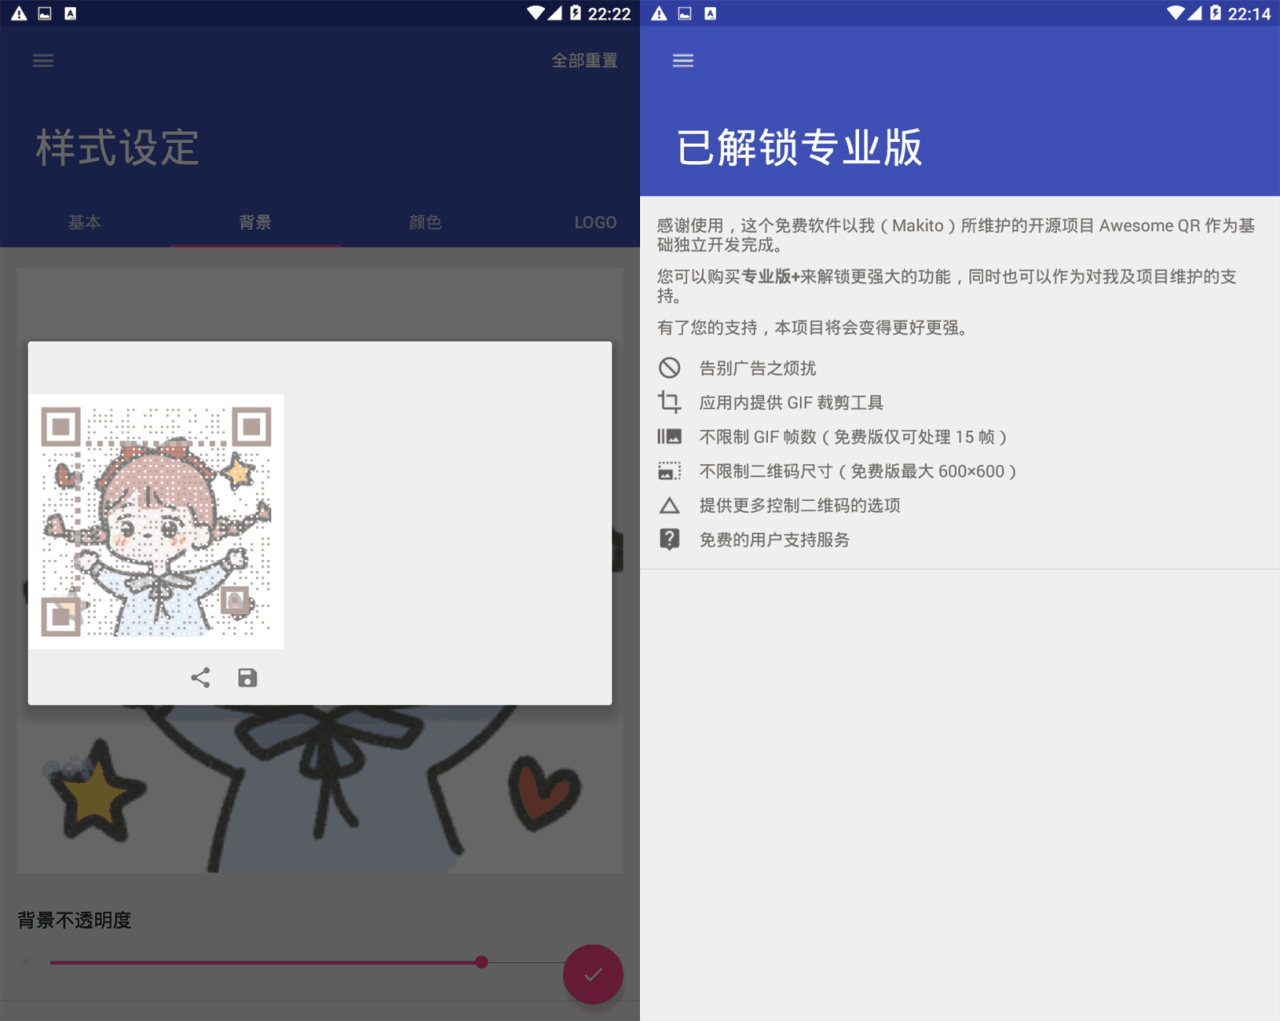 22:22
全部重置
样式设定
基本
背景
颜色
LOGO
背景不透明度
22:14
已解锁专业版
感谢使用，这个免费软件以我（Makito）所维护的开源项目 Awesome QR 作为基
础独立开发完成。
您可以购买专业版+来解锁更强大的功能，同时也可以作为对我及项目维护的支
持。
有了您的支持，本项目将会变得更好更强。
告别广告之烦扰
应用内提供 GIF 裁剪工具
不限制 GIF 帧数（免费版仅可处理 15 帧）
不限制二维码尺寸（免费版最大 600×600）
提供更多控制二维码的选项
免费的用户支持服务